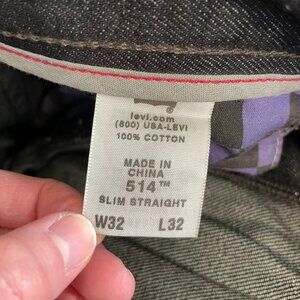 levi.com
(800) USA-LEVI
100% COTTON
MADE IN
CHINA
514™
SLIM STRAIGHT
W32 L32